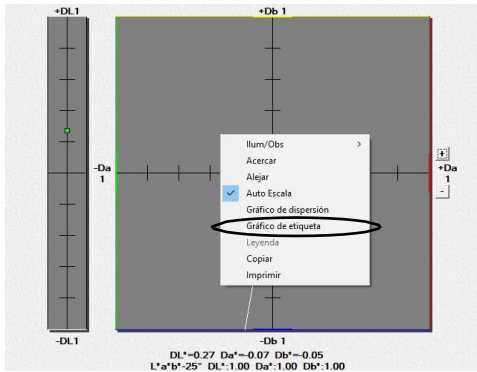 +DL1
+Db 1
Ilum/Obs >
Acercar
Alejar
Auto Escala
Gráfico de dispersión
Gráfico de etiqueta
Leyenda
Copiar
Imprimir
-Da
1
+
+Da
1
-
-DL1
-Db 1
DL*=0.27 Da*=-0.07 Db*=-0.05
L*a*b*-25" DL*:1.00 Da*:1.00 Db*:1.00